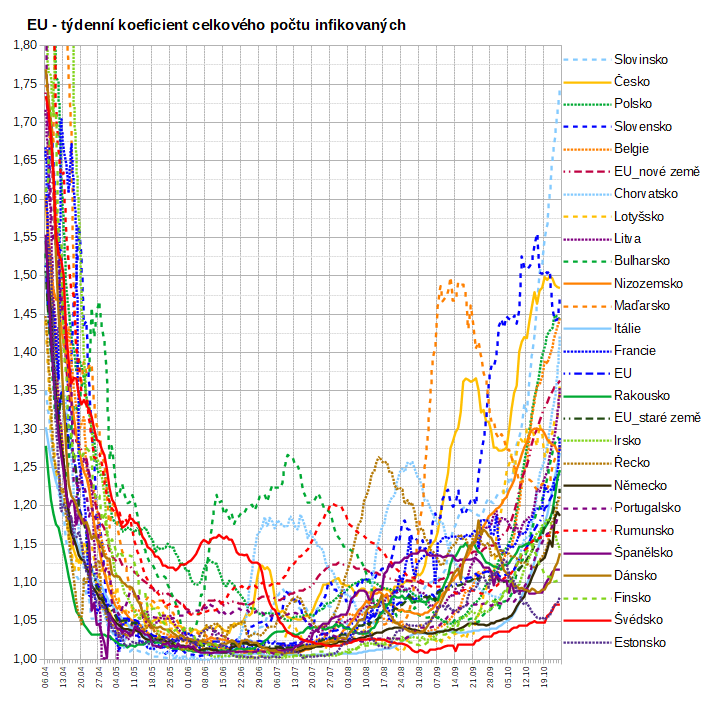 EU - týdenní koeficient celkového počtu infikovaných
1,80
1,75
1,70
1,65
1,60
1,55
1,50
1,45
1,40
1,35
1,30
1,25
1,20
1,15
1,10
1,05
1,00
06.04
13.04
20.04
27.04
04.05
11.05
18.05
25.05
01.06
08.06
15.06
22.06
29.06
06.07
13.07
20.07
27.07
03.08
10.08
17.08
24.08
31.08
07.09
14.09
21.09
28.09
05.10
12.10
19.10
Slovinsko
Česko
Polsko
Slovensko
Belgie
EU_nové země
Chorvatsko
Lotyšsko
Litva
Bulharsko
Nizozemsko
Maďarsko
Itálie
Francie
EU
Rakousko
EU_staré země
Irsko
Řecko
Německo
Portugalsko
Rumunsko
Španělsko
Dánsko
Finsko
Švédsko
Estonsko